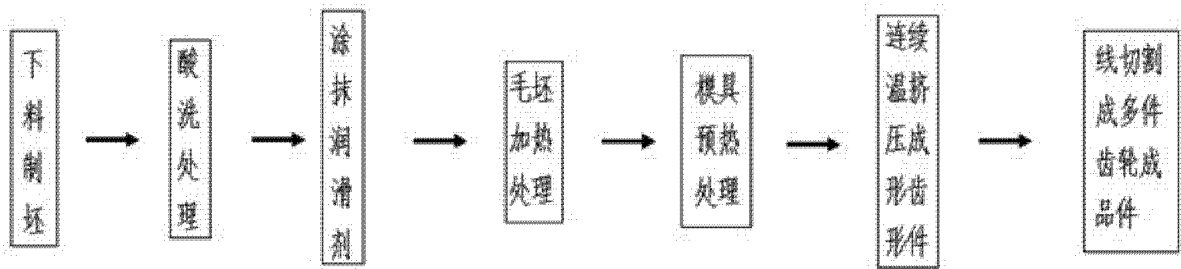 下料制坯
酸洗处理
涂抹润滑剂
毛坯
加热
处理
模具
预热
处理
连续
温挤
压成
形齿
形件
线切割
成多件
齿轮成
品件